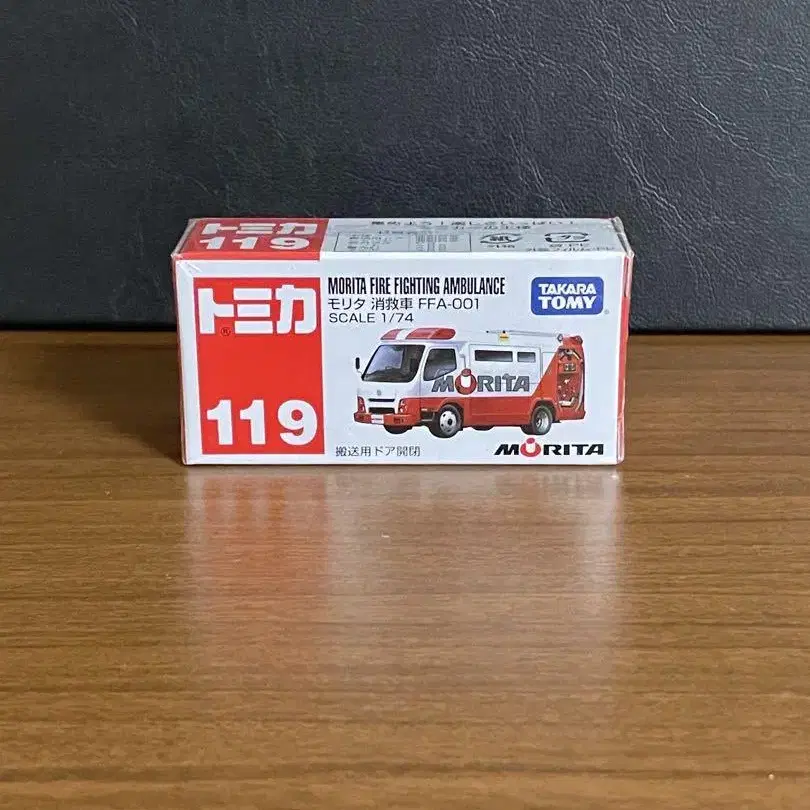 トミカ
119
トミカ
119
MORITA FIRE FIGHTING AMBULANCE
モリタ 消救車 FFA-001
SCALE 1/74
TAKARA
TOMY
MORITA
搬送用ドア開閉
MORITA